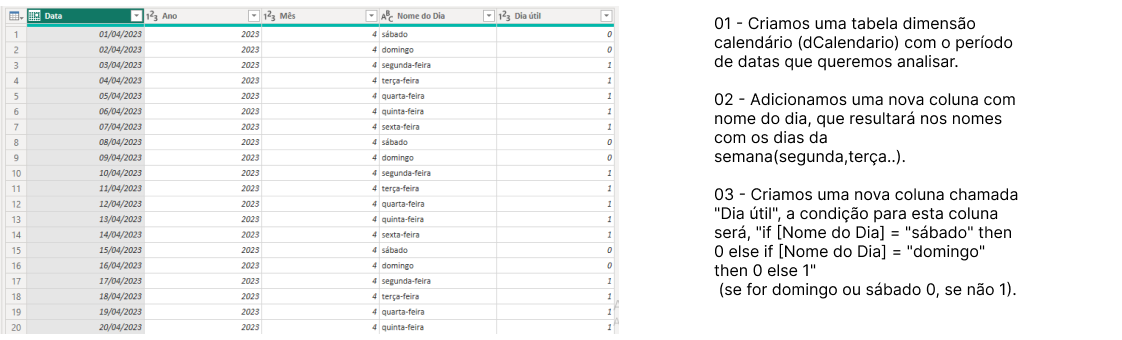 Data 1²3 Ano 1²3 Mês ABC Nome do Dia 1²3 Dia útil
1 01/04/2023 2023 4 sábado 0
2 02/04/2023 2023 4 domingo 0
3 03/04/2023 2023 4 segunda-feira 1
4 04/04/2023 2023 4 terça-feira 1
5 05/04/2023 2023 4 quarta-feira 1
6 06/04/2023 2023 4 quinta-feira 1
7 07/04/2023 2023 4 sexta-feira 1
8 08/04/2023 2023 4 sábado 0
9 09/04/2023 2023 4 domingo 0
10 10/04/2023 2023 4 segunda-feira 1
11 11/04/2023 2023 4 terça-feira 1
12 12/04/2023 2023 4 quarta-feira 1
13 13/04/2023 2023 4 quinta-feira 1
14 14/04/2023 2023 4 sexta-feira 1
15 15/04/2023 2023 4 sábado 0
16 16/04/2023 2023 4 domingo 0
17 17/04/2023 2023 4 segunda-feira 1
18 18/04/2023 2023 4 terça-feira 1
19 19/04/2023 2023 4 quarta-feira 1
20 20/04/2023 2023 4 quinta-feira 1
01 - Criamos uma tabela dimensão
calendário (dCalendario) com o período
de datas que queremos analisar.
02 - Adicionamos uma nova coluna com
nome do dia, que resultará nos nomes
com os dias da
semana(segunda,terça..).
03 - Criamos uma nova coluna chamada
"Dia útil", a condição para esta coluna
será, "if [Nome do Dia] = "sábado" then
0 else if [Nome do Dia] = "domingo"
then 0 else 1"
(se for domingo ou sábado 0, se não 1).